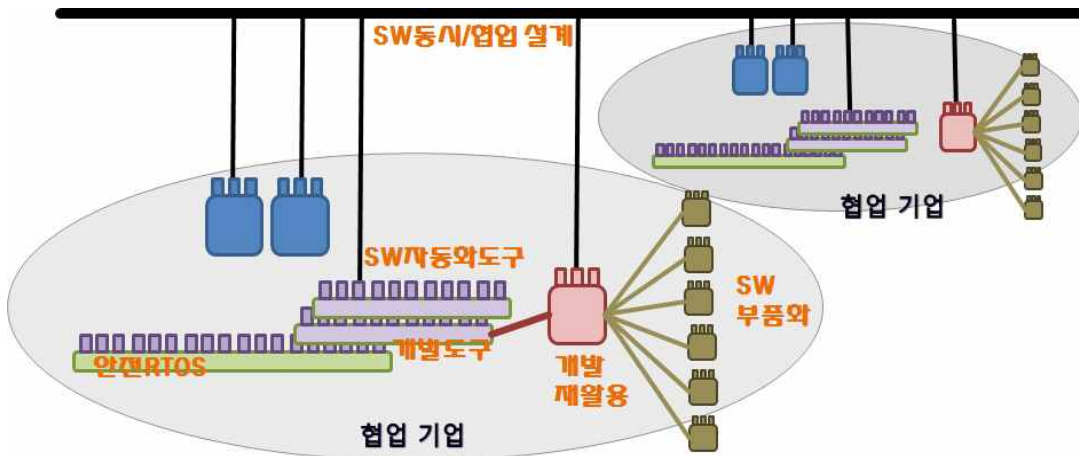 SW동시/협업 설계
협업 기업
SW자동화도구
SW
부품화
개발도구
안전RTOS
개발
재활용
협업 기업